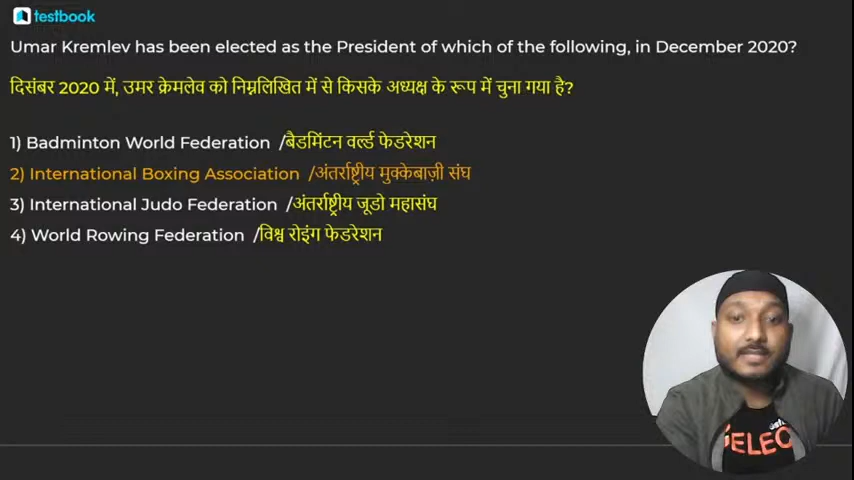 testbook
Umar Kremlev has been elected as the President of which of the following, in December 2020?
दिसंबर 2020 में, उमर क्रेमलेव को निम्नलिखित में से किसके अध्यक्ष के रूप में चुना गया है?
1) Badminton World Federation /बैडमिंटन वर्ल्ड फेडरेशन
2) International Boxing Association /अंतर्राष्ट्रीय मुक्केबाज़ी संघ
3) International Judo Federation /अंतर्राष्ट्रीय जूडो महासंघ
4) World Rowing Federation /विश्व रोइंग फेडरेशन